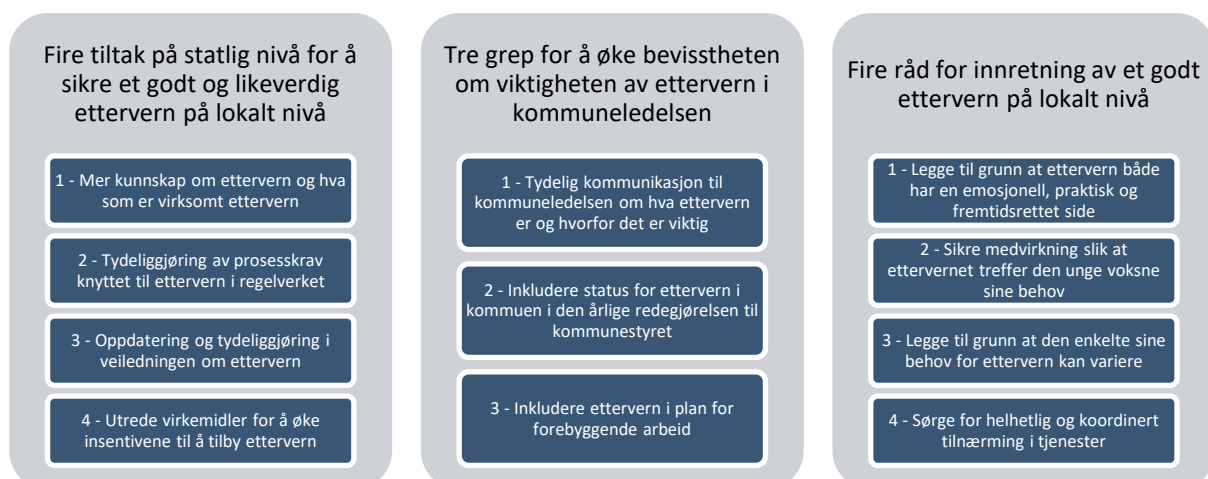 Fire tiltak på statlig nivå for å
sikre et godt og likeverdig
ettervern på lokalt nivå
1 - Mer kunnskap om ettervern og hva
som er virksomt ettervern
2 - Tydeliggjøring av prosesskrav
knyttet til ettervern i regelverket
3 - Oppdatering og tydeliggjøring i
veiledningen om ettervern
4 - Utrede virkemidler for å øke
insentivene til å tilby ettervern
Tre grep for å øke bevisstheten
om viktigheten av ettervern i
kommuneledelsen
1 - Tydelig kommunikasjon til
kommuneledelsen om hva ettervern
er og hvorfor det er viktig
2 - Inkludere status for ettervern i
kommuen i den årlige redegjørelsen til
kommunestyret
3 - Inkludere ettervern i plan for
forebyggende arbeid
Fire råd for innretning av et godt
ettervern på lokalt nivå
1 - Legge til grunn at ettervern både
har en emosjonell, praktisk og
fremtidsrettet side
2 - Sikre medvirkning slik at
ettervernet treffer den unge voksne
sine behov
3 - Legge til grunn at den enkelte sine
behov for ettervern kan variere
4 - Sørge for helhetlig og koordinert
tilnærming i tjenester